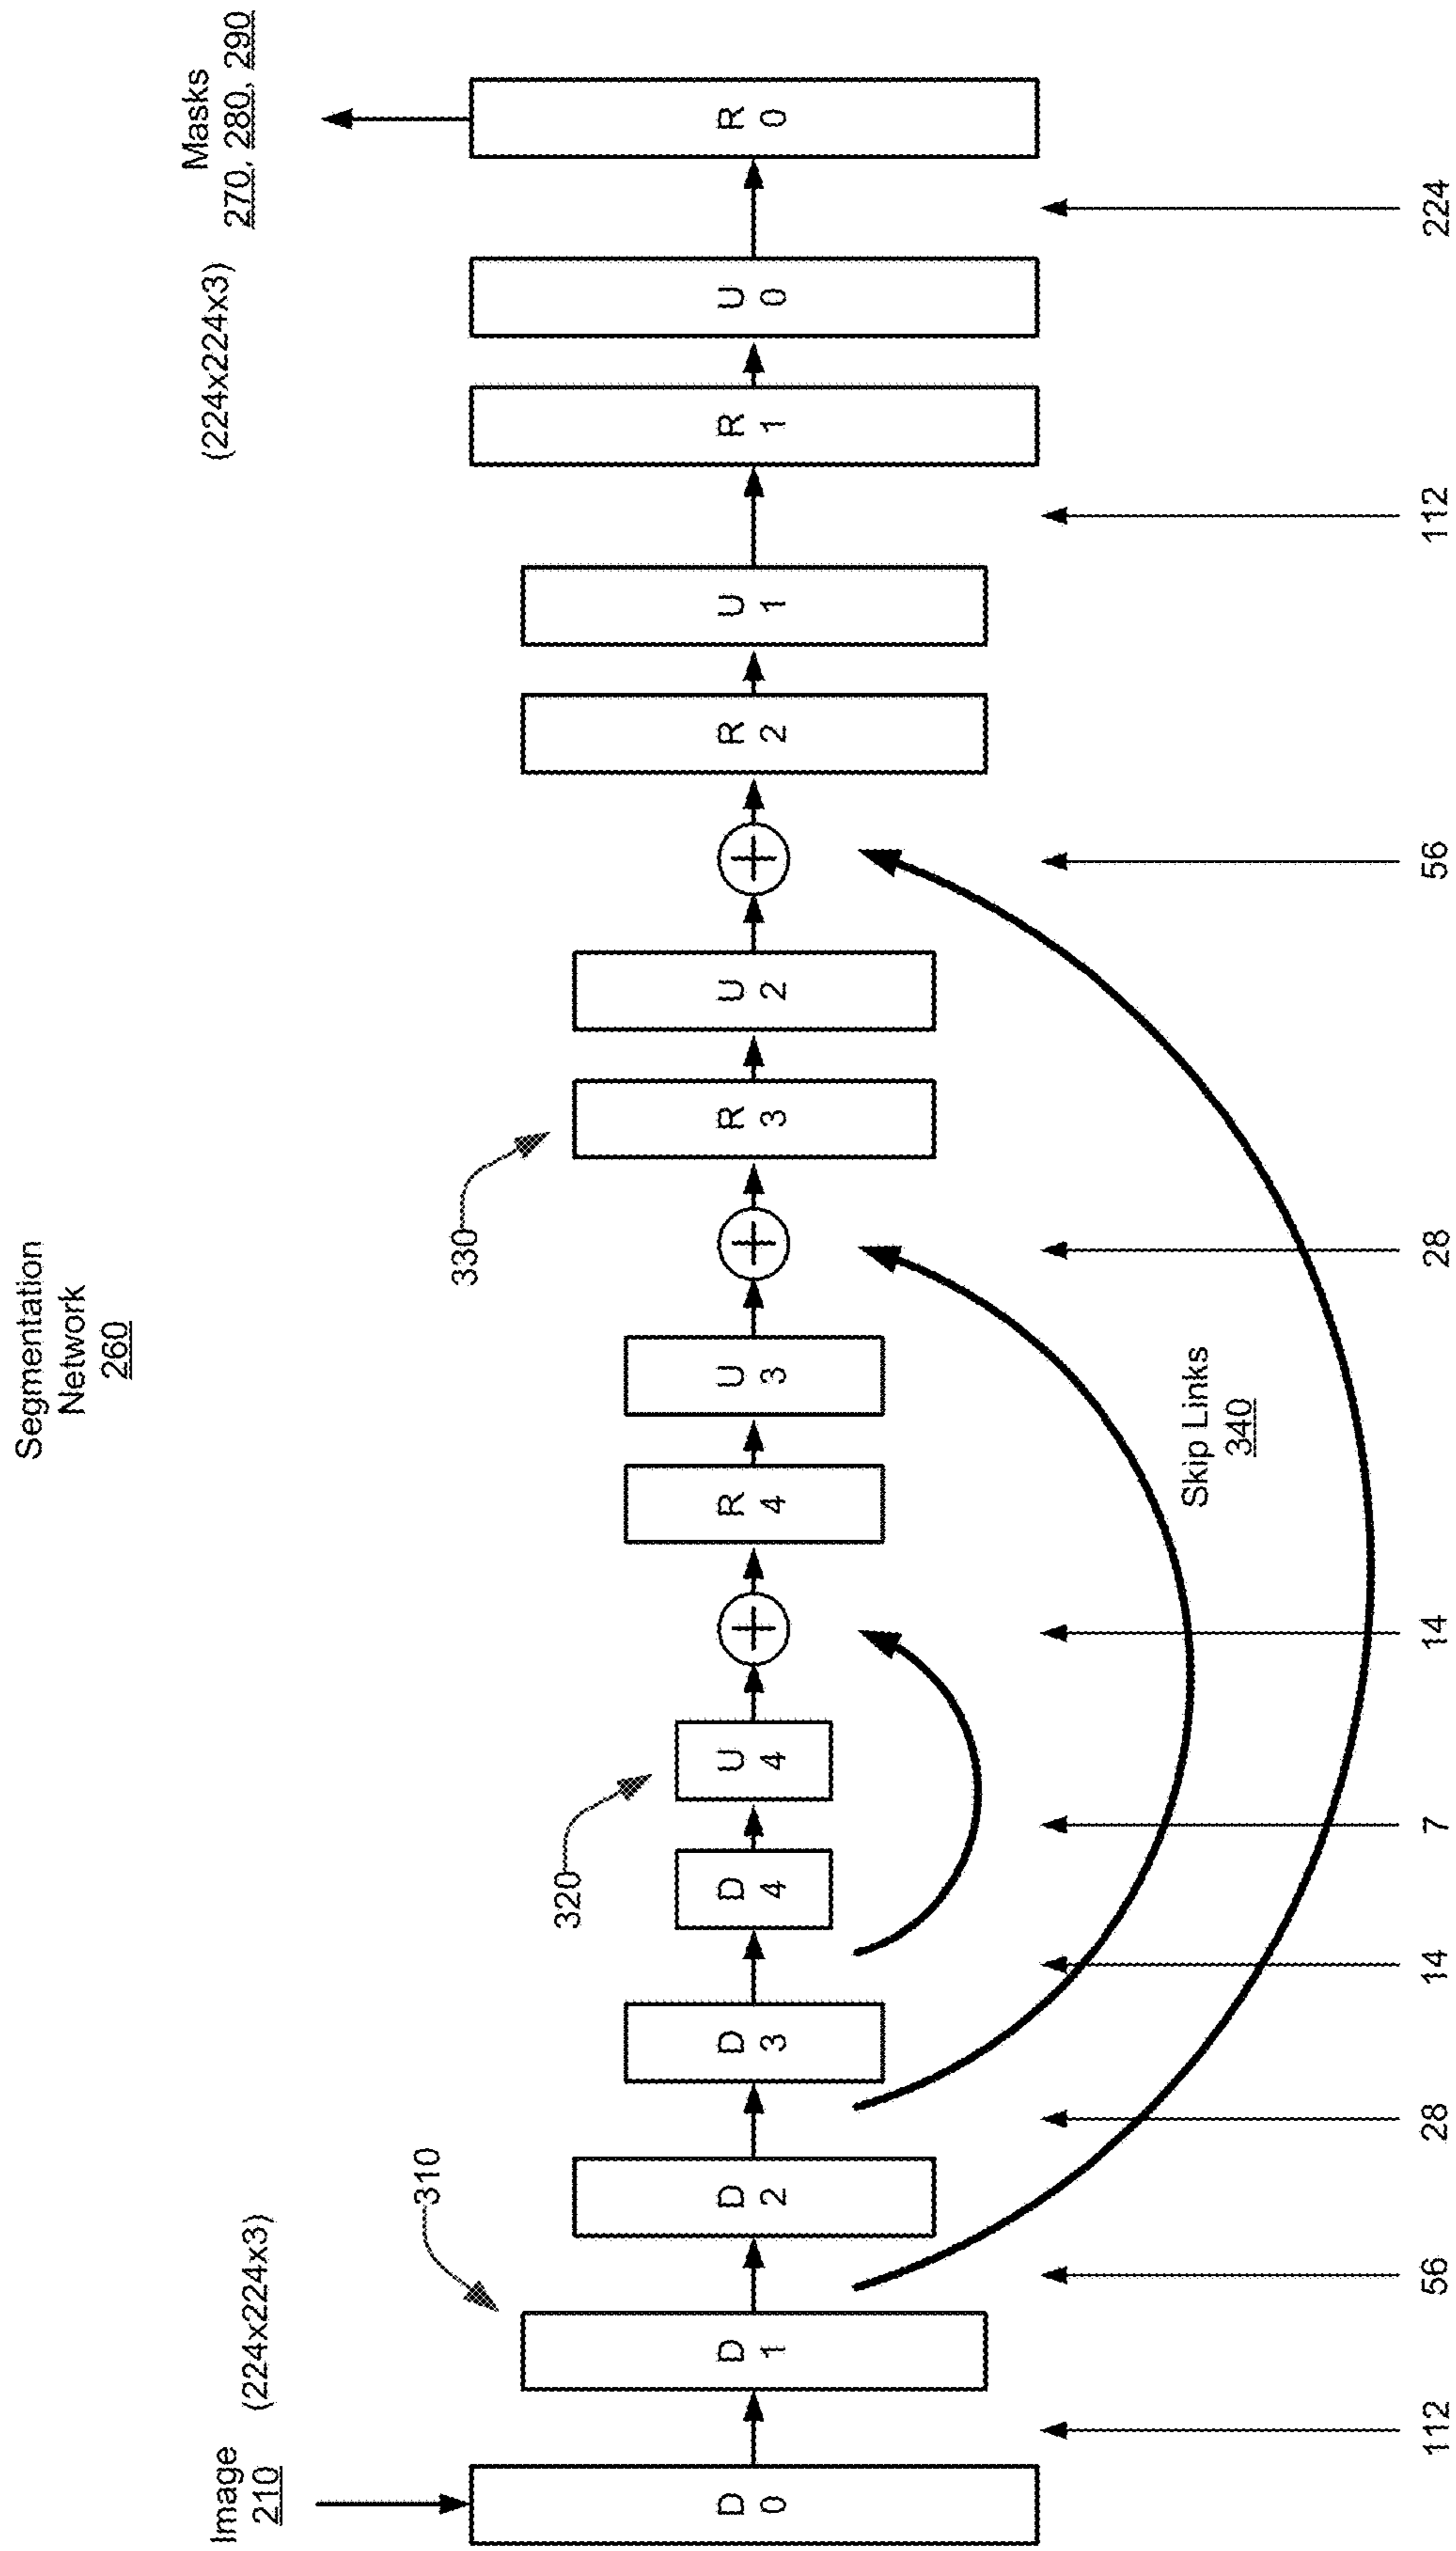 Segmentation
Network
260
Image
210
(224x224x3)
(224x224x3)
Masks
270, 280, 290
310
320
330
D
0
D
1
D
2
D
3
D
4
U
4
R
4
U
3
R
3
U
2
R
2
U
1
R
1
U
0
R
0
Skip Links
340
112
56
28
14
7
14
28
56
112
224